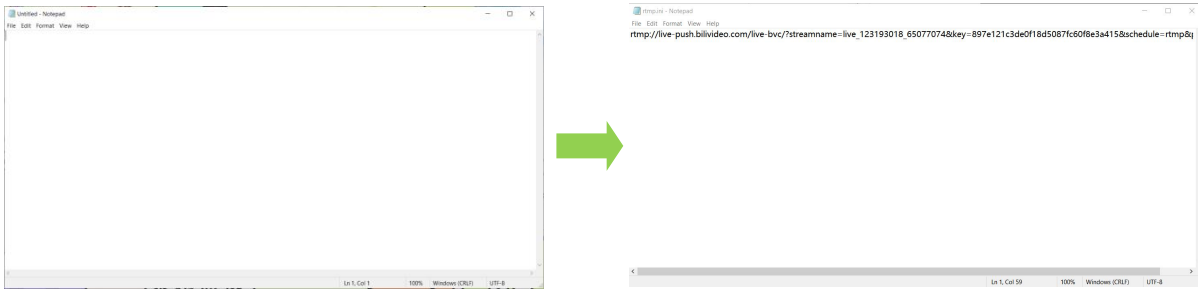 Untitled - Notepad
File Edit Format View Help
Ln 1, Col 1 100% Windows (CRLF) UTF-8
rtmp.ini - Notepad
File Edit Format View Help
rtmp://live-push.bilivideo.com/live-bvc/?streamname=live_123193018_65077074&key=897e121c3de0f18d5087fc60f8e3a415&schedule=rtmp&
Ln 1, Col 59 100% Windows (CRLF) UTF-8